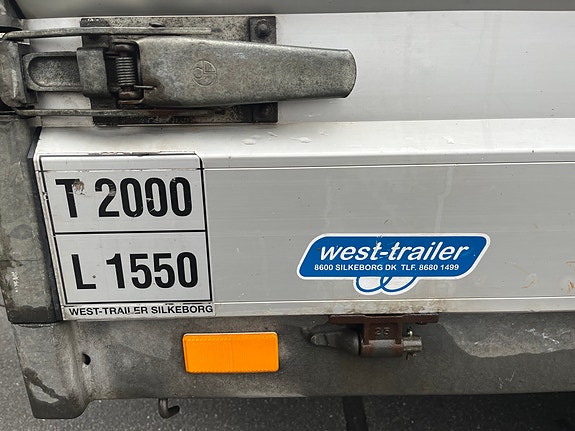 T 2000
L 1550
WEST-TRAILER SILKEBORG
west-trailer
8600 SILKEBORG DK TLF. 8680 1499